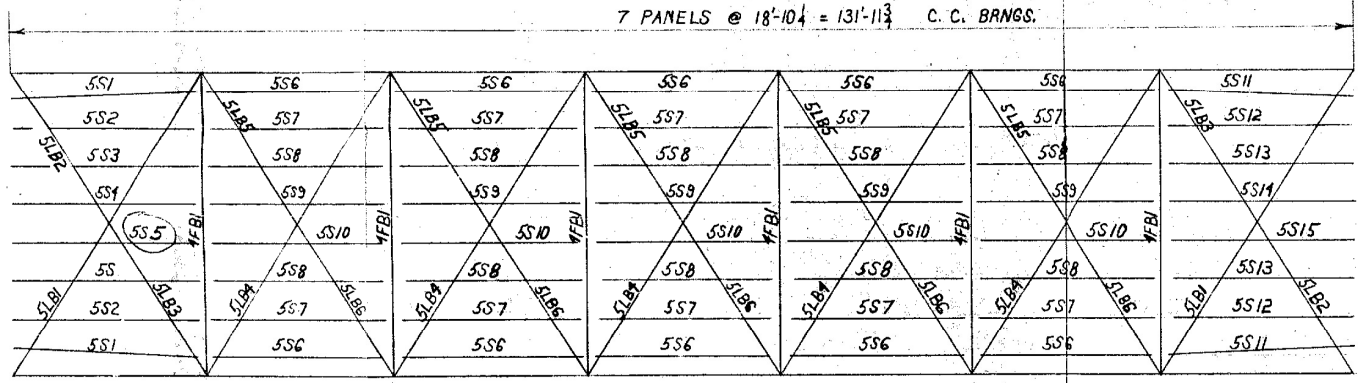 7 PANELS @ 18'-10¼ = 131'-11¾ C. C. BRNGS.
5S1 5S6 5S6 5S6 5S6 5S6 5S11
5S2 5LB5 5S7 5LB5 5S7 5LB5 5S7 5LB5 5S7 5LB5 5S7 5LB3 5S12
5LB2 5S3 5S8 5S8 5S8 5S8 5S8 5S13
5S4 5S9 5S9 5S9 5S9 5S9 5S14
5S5 4FB1 5S10 4FB1 5S10 4FB1 5S10 4FB1 5S10 4FB1 5S10 4FB1 5S15
5S 5S8 5S8 5S8 5S8 5S8 5S13
5LB1 5S2 5LB3 5LB4 5S7 5LB6 5LB4 5S7 5LB6 5LB4 5S7 5LB6 5LB4 5S7 5LB6 5LB4 5S7 5LB6 5LB1 5S12 5LB2
5S1 5S6 5S6 5S6 5S6 5S6 5S11